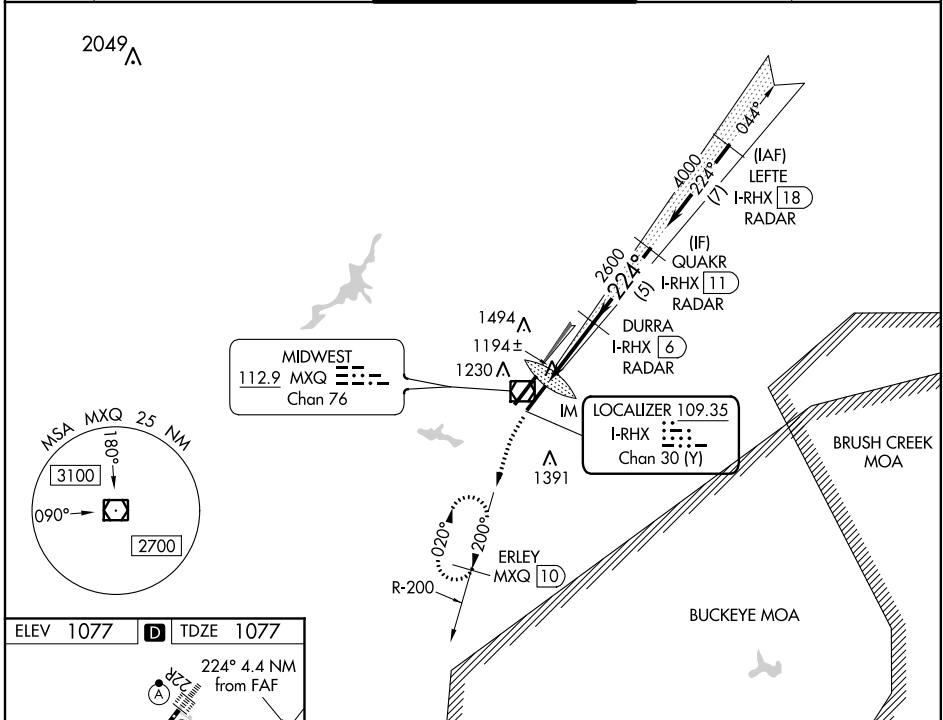 2049
044°
4000
224°
(7)
(IAF)
LEFTE
I-RHX 18
RADAR
2600
224°
(5)
(IF)
QUAKR
I-RHX 11
RADAR
DURRA
I-RHX 6
RADAR
1494
1194±
1230
MIDWEST
112.9 MXQ
Chan 76
IM
LOCALIZER 109.35
I-RHX
Chan 30 (Y)
BRUSH CREEK
MOA
1391
MSA MXQ 25 NM
180°
3100
090°
2700
020°
200°
ERLEY
MXQ 10
R-200
BUCKEYE MOA
ELEV 1077 D TDZE 1077
224° 4.4 NM
from FAF
A
22R